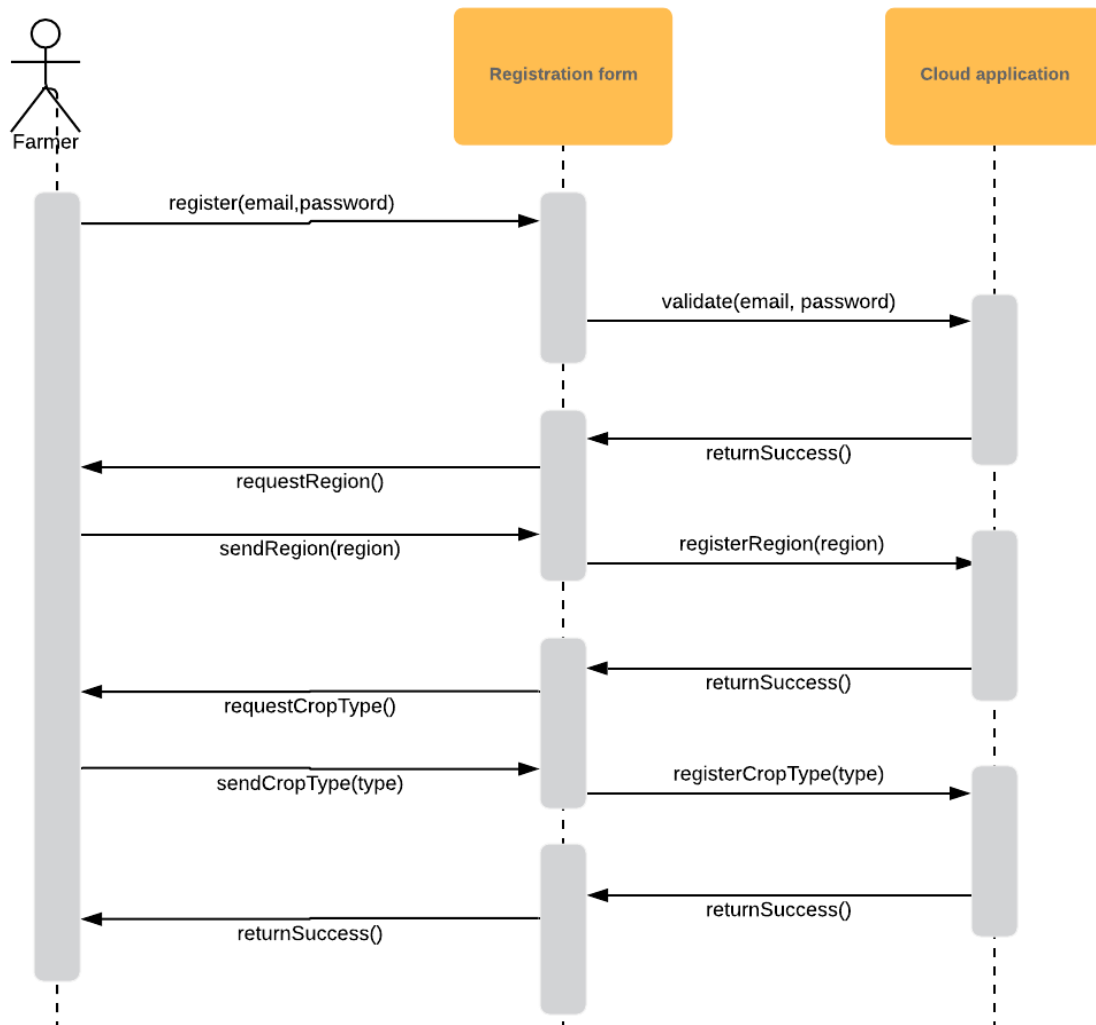 Registration form
Cloud application
Farmer
register(email,password)
validate(email, password)
returnSuccess()
requestRegion()
sendRegion(region)
registerRegion(region)
returnSuccess()
requestCropType()
sendCropType(type)
registerCropType(type)
returnSuccess()
returnSuccess()